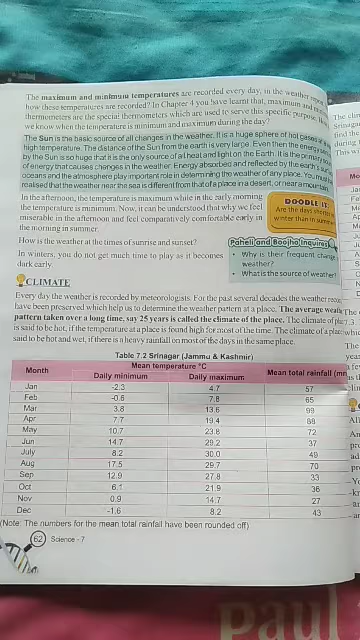 The maximum and minimum temperatures are recorded every day, in the weather
how these temperatures are recorded? In Chapter 4 you have learnt that, maximum and
thermometers are the special thermometers which are used to serve this specific purpose.
we know when the temperature is minimum and maximum during the day?
The Sun is the basic source of all changes in the weather. It is a huge sphere of hot gases at
high temperature. The distance of the Sun from the earth is very large. Even then the energy
by the Sun is so huge that it is the only source of all heat and light on the Earth. It is the primary
of energy that causes changes in the weather. Energy absorbed and reflected by the earth's
oceans and the atmosphere play important role in determining the weather of any place. You
realised that the weather near the sea is different from that of a place in a desert, or near a mountain.
In the afternoon, the temperature is maximum while in the early morning
the temperature is minimum. Now, it can be understood that why we feel
miserable in the afternoon and feel comparatively comfortable early in
the morning in summer.
DOODLE IT!
Are the days shorter in
winter than in summer
How is the weather at the times of sunrise and sunset?
In winters, you do not get much time to play as it becomes
dark early.
Paheli and Boojho Inquires
• Why is their frequent change
weather?
• What is the source of weather?
CLIMATE
Every day the weather is recorded by meteorologists. For the past several decades the weather
have been preserved which help us to determine the weather pattern at a place. The average
pattern taken over a long time, say 25 years is called the climate of the place.
is said to be hot, if the temperature at a place is found high for most of the time. The climate of a
said to be hot and wet, if there is a heavy rainfall on most of the days in the same place.
Table 7.2 Srinagar (Jammu & Kashmir)
Month Mean temperature °C Mean total rainfall
Daily minimum Daily maximum
Jan -2.3 4.7 57
Feb -0.6 7.8 65
Mar 3.8 13.6 99
Apr 7.7 19.4 88
May 10.7 23.8 72
Jun 14.7 29.2 37
July 8.2 30.0 49
Aug 17.5 29.7 70
Sep 12.9 27.8 33
Oct 6.1 21.9 36
Nov 0.9 14.7 27
Dec -1.6 8.2 43
(Note: The numbers for the mean total rainfall have been rounded off)
62 Science - 7
paul